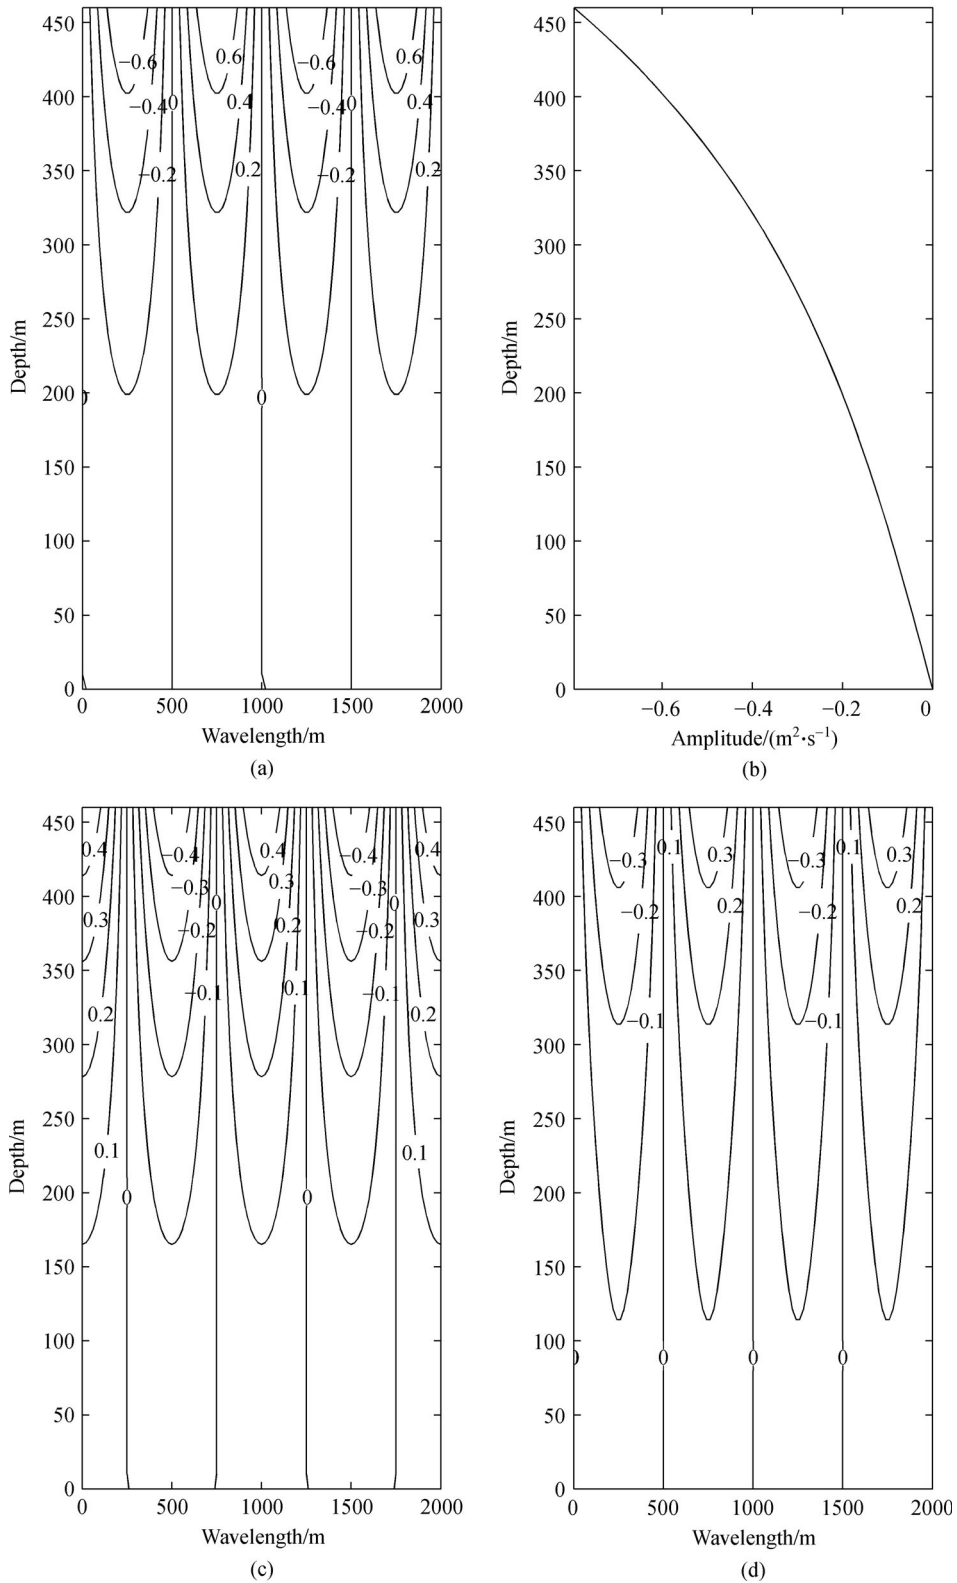 450
400
350
300
250
200
150
100
50
0
Depth/m
−0.6 0.6 −0.6 0.6
−0.4 0 0.4 −0.4 0 0.4
−0.2 0.2 −0.2 0.2
0 0
0 500 1000 1500 2000
Wavelength/m
(a)
450
400
350
300
250
200
150
100
50
0
Depth/m
−0.6 −0.4 −0.2 0
Amplitude/(m²·s⁻¹)
(b)
450
400
350
300
250
200
150
100
50
0
Depth/m
0.4 −0.4 0.4 −0.4 0.4
−0.3 0.3 −0.3
0.3 0 0 0.3
−0.2 0.2 −0.2
−0.1 0.1 −0.1
0.2 0.2
0.1 0.1
0 0
0 500 1000 1500 2000
Wavelength/m
(c)
450
400
350
300
250
200
150
100
50
0
Depth/m
0.1 0.1
−0.3 0.3 −0.3 0.3
−0.2 0.2 −0.2 0.2
−0.1 −0.1
0 0 0 0
0 500 1000 1500 2000
Wavelength/m
(d)